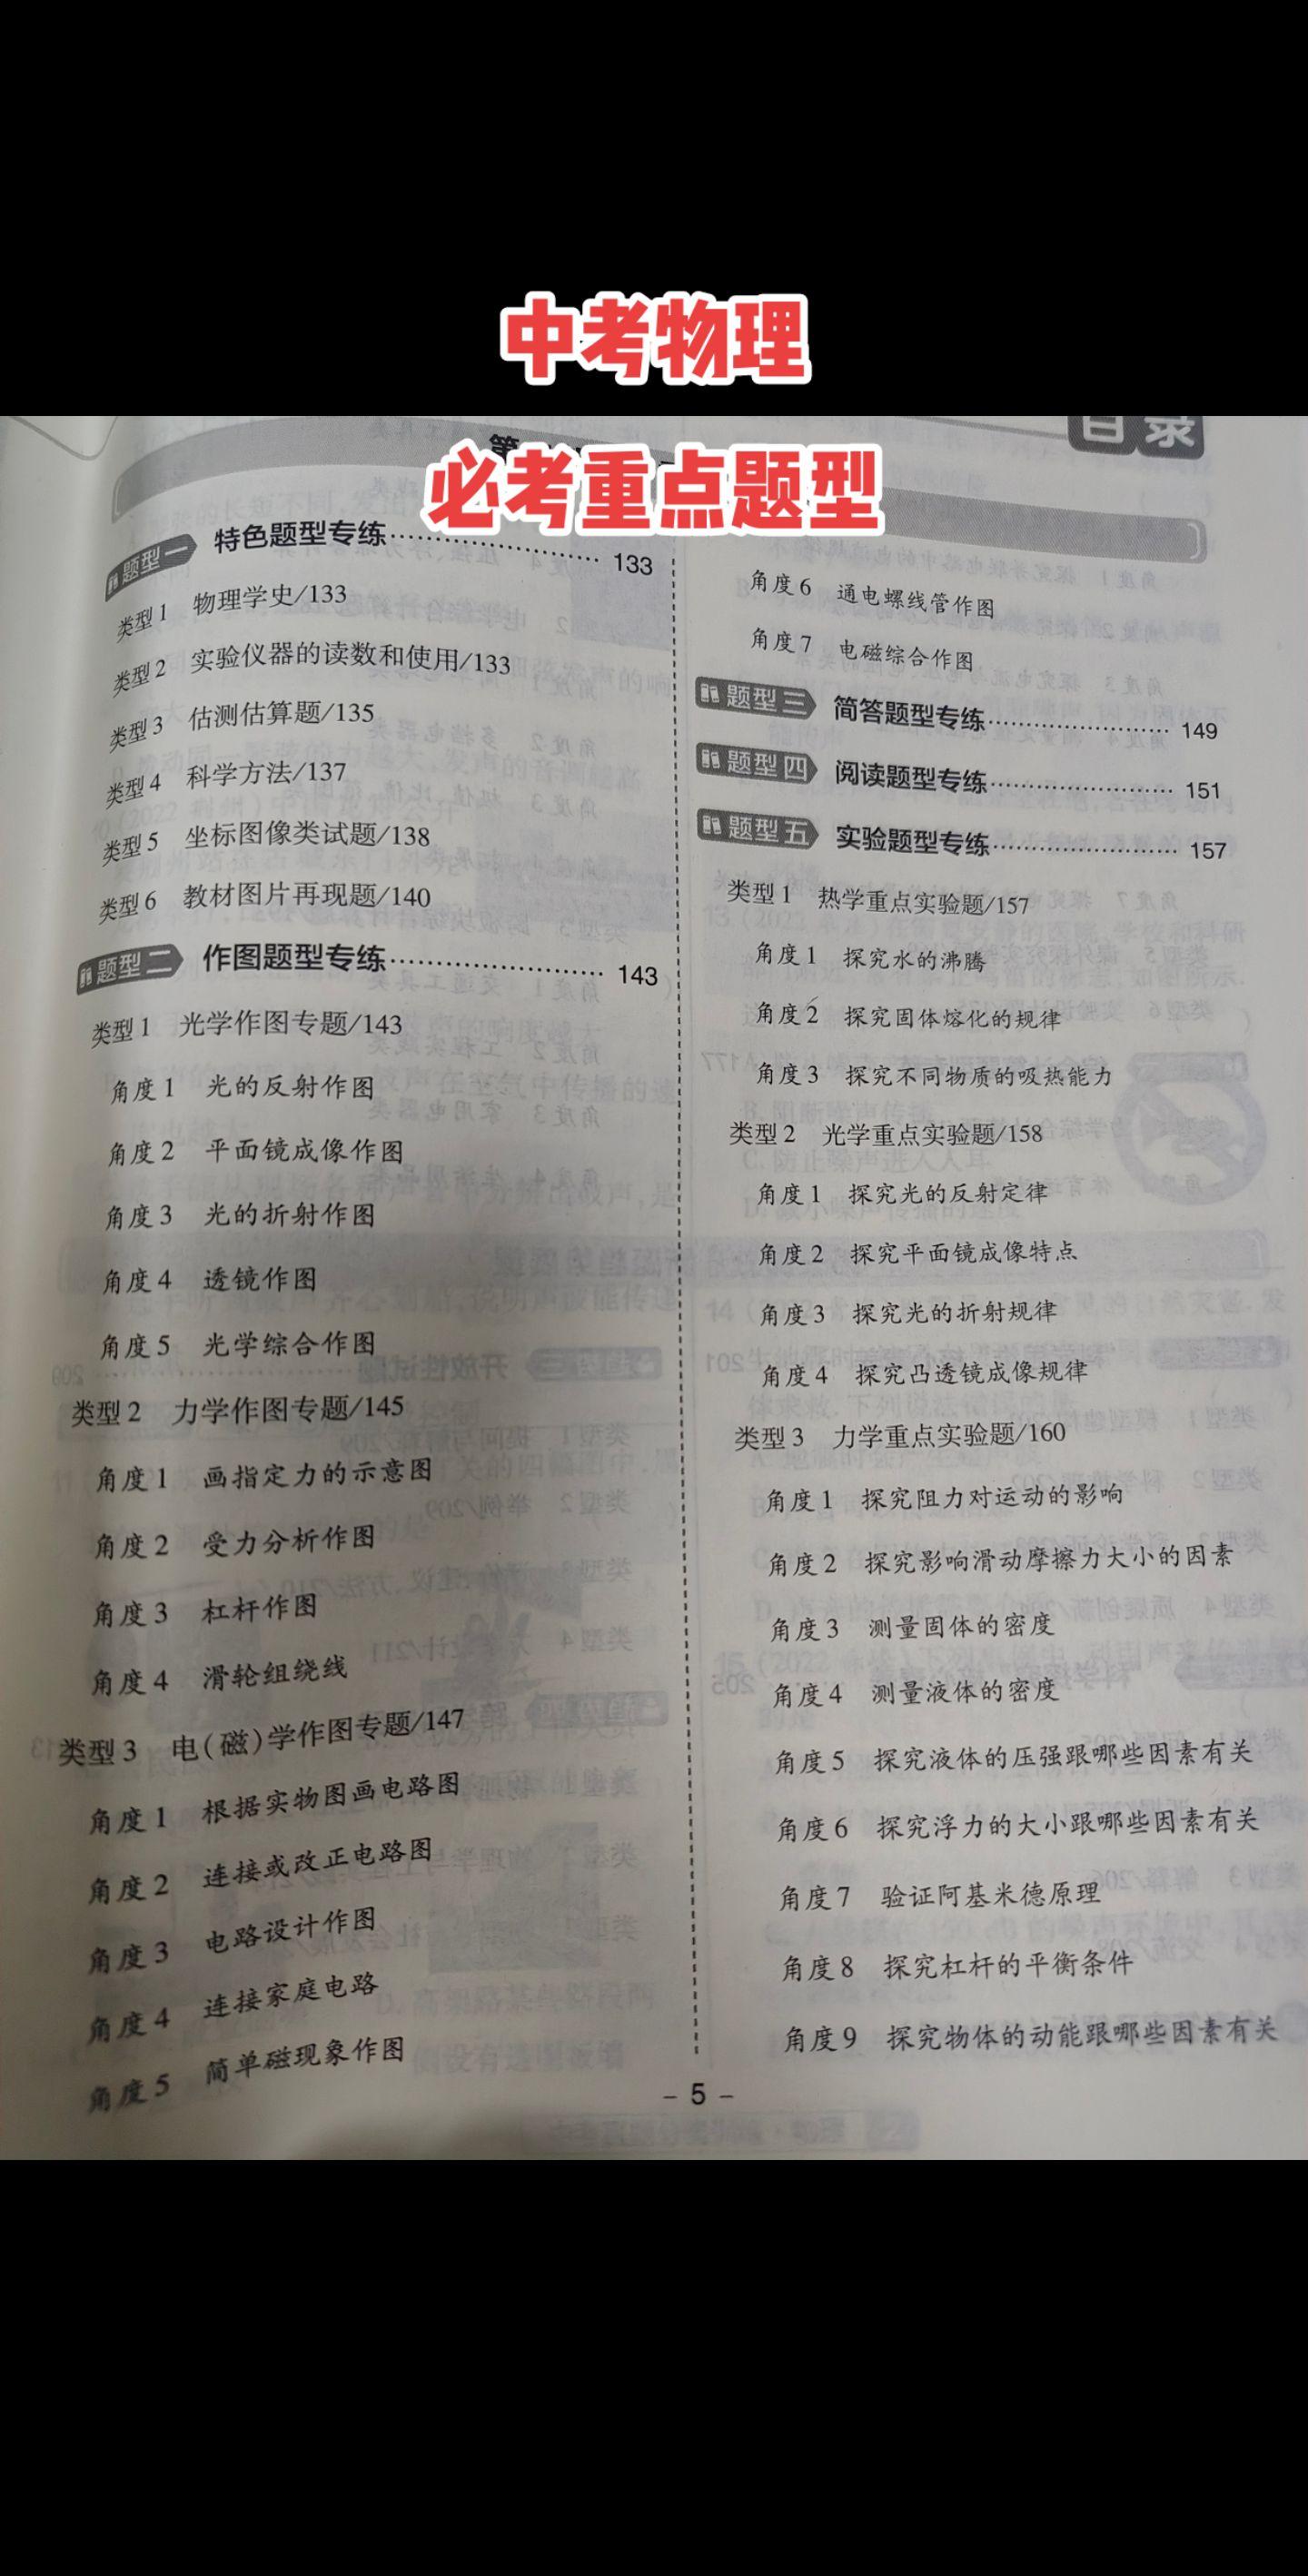 中考物理
必考重点题型
目录
第
题型一 特色题型专练 133
类型1 物理学史/133
类型2 实验仪器的读数和使用/133
类型3 估测估算题/135
类型4 科学方法/137
类型5 坐标图像类试题/138
类型6 教材图片再现题/140
题型二 作图题型专练 143
类型1 光学作图专题/143
角度1 光的反射作图
角度2 平面镜成像作图
角度3 光的折射作图
角度4 透镜作图
角度5 光学综合作图
类型2 力学作图专题/145
角度1 画指定力的示意图
角度2 受力分析作图
角度3 杠杆作图
角度4 滑轮组绕线
类型3 电(磁)学作图专题/147
角度1 根据实物图画电路图
角度2 连接或改正电路图
角度3 电路设计作图
角度4 连接家庭电路
角度5 简单磁现象作图
角度6 通电螺线管作图
角度7 电磁综合作图
题型三 简答题型专练 149
题型四 阅读题型专练 151
题型五 实验题型专练 157
类型1 热学重点实验题/157
角度1 探究水的沸腾
角度2 探究固体熔化的规律
角度3 探究不同物质的吸热能力
类型2 光学重点实验题/158
角度1 探究光的反射定律
角度2 探究平面镜成像特点
角度3 探究光的折射规律
角度4 探究凸透镜成像规律
类型3 力学重点实验题/160
角度1 探究阻力对运动的影响
角度2 探究影响滑动摩擦力大小的因素
角度3 测量固体的密度
角度4 测量液体的密度
角度5 探究液体的压强跟哪些因素有关
角度6 探究浮力的大小跟哪些因素有关
角度7 验证阿基米德原理
角度8 探究杠杆的平衡条件
角度9 探究物体的动能跟哪些因素有关
- 5 -